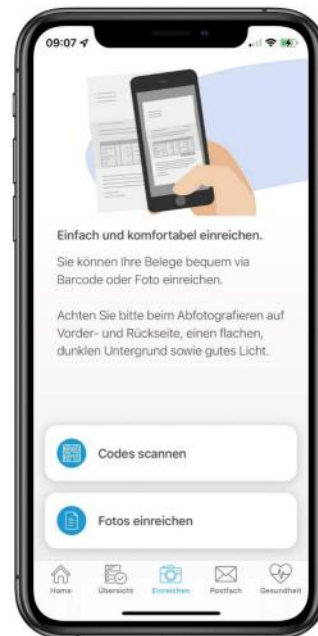 09:07
Einfach und komfortabel einreichen.
Sie können Ihre Belege bequem via
Barcode oder Foto einreichen.
Achten Sie bitte beim Abfotografieren auf
Vorder- und Rückseite, einen flachen,
dunklen Untergrund sowie gutes Licht.
Codes scannen
Fotos einreichen
Home Übersicht Einreichen Postfach Gesundheit